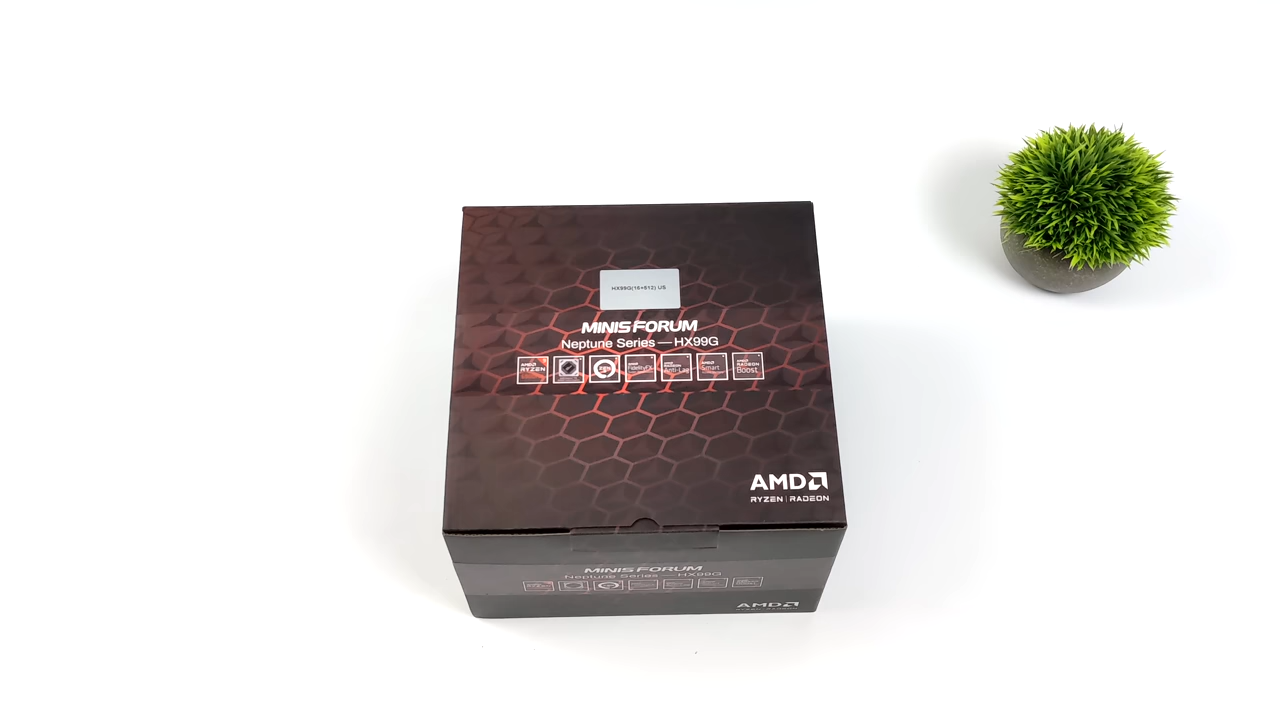 HX99G(16+512) US
MINISFORUM
Neptune Series — HX99G
AMD RYZEN
ZEN
AMD FidelityFX
AMD RADEON Anti-Lag
AMD Smart
AMD RADEON Boost
AMD
RYZEN | RADEON
MINISFORUM
Neptune Series — HX99G
AMD